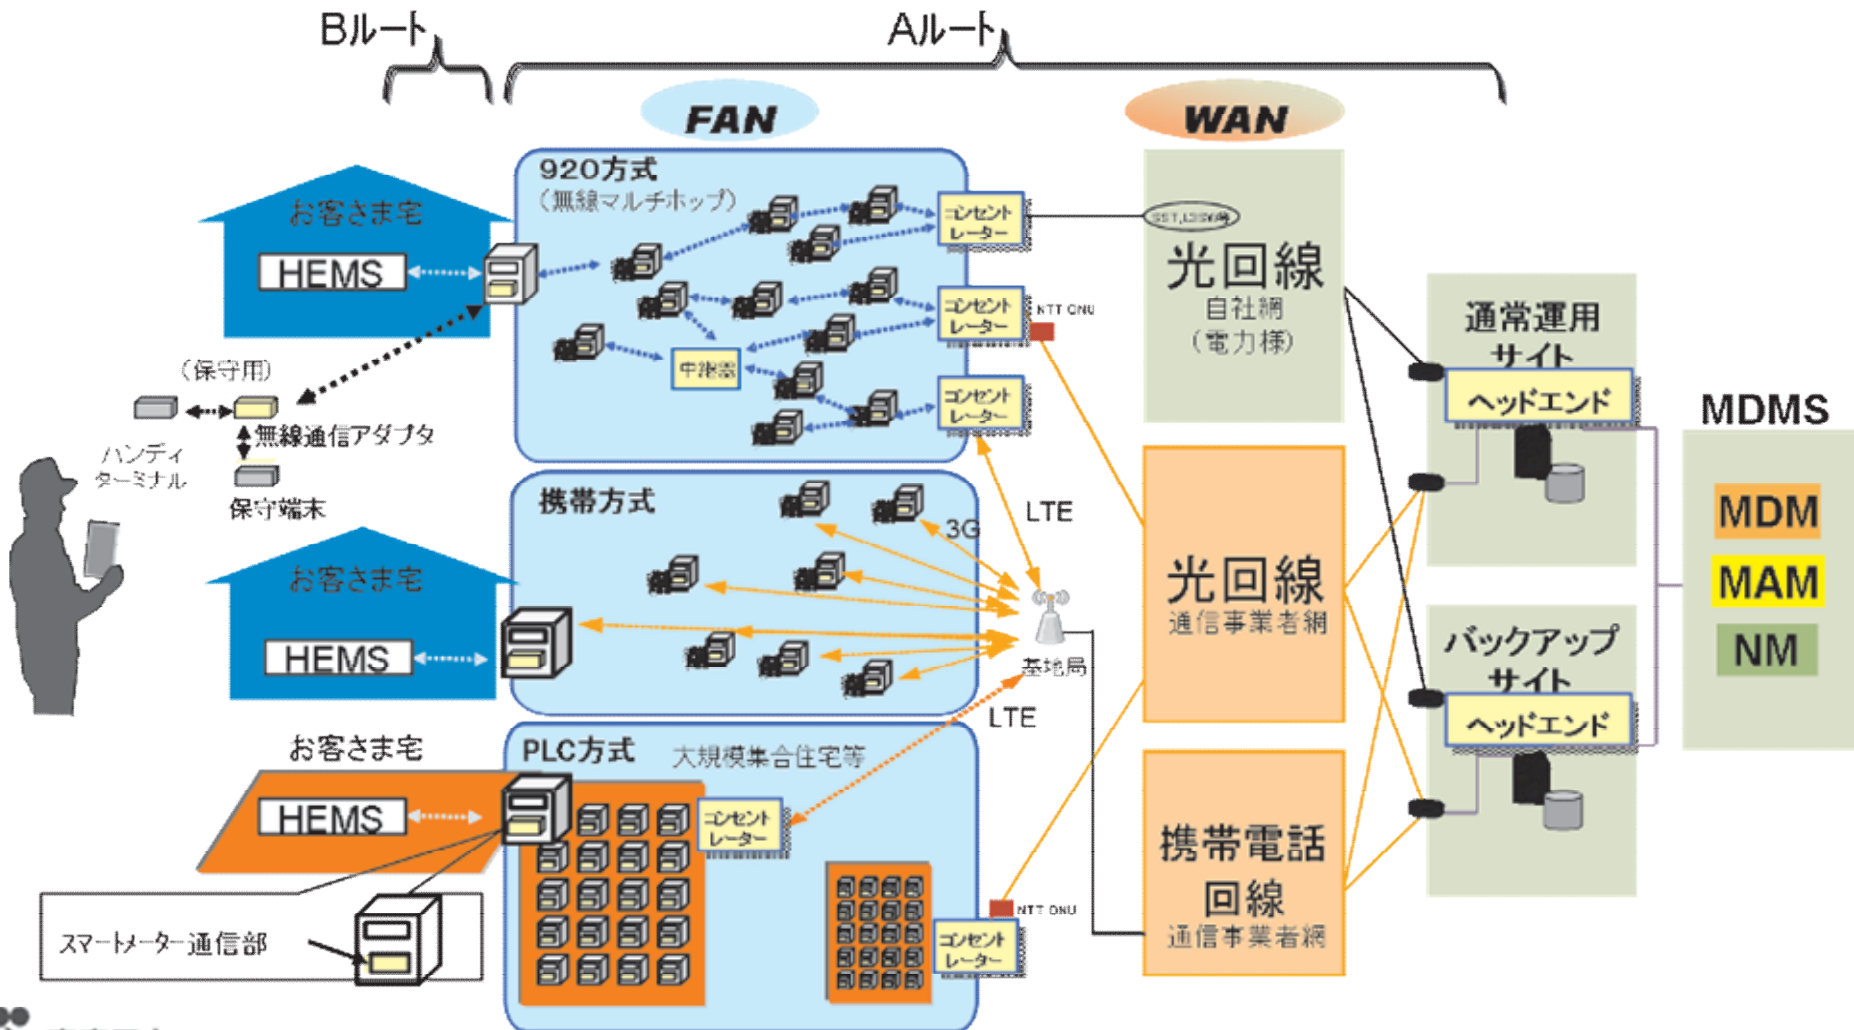 Bルート
Aルート
FAN
WAN
920方式
(無線マルチホップ)
お客さま宅
HEMS
コンセント
レーター
コンセント
レーター
NTT ONU
中継器
コンセント
レーター
(保守用)
無線通信アダプタ
ハンディ
ターミナル
保守端末
光回線
自社網
(電力様)
通常運用
サイト
ヘッドエンド
MDMS
MDM
MAM
NM
携帯方式
3G
LTE
お客さま宅
HEMS
基地局
LTE
光回線
通信事業者網
バックアップ
サイト
ヘッドエンド
お客さま宅
HEMS
PLC方式
大規模集合住宅等
コンセント
レーター
NTT ONU
コンセント
レーター
携帯電話
回線
通信事業者網
スマートメーター通信部